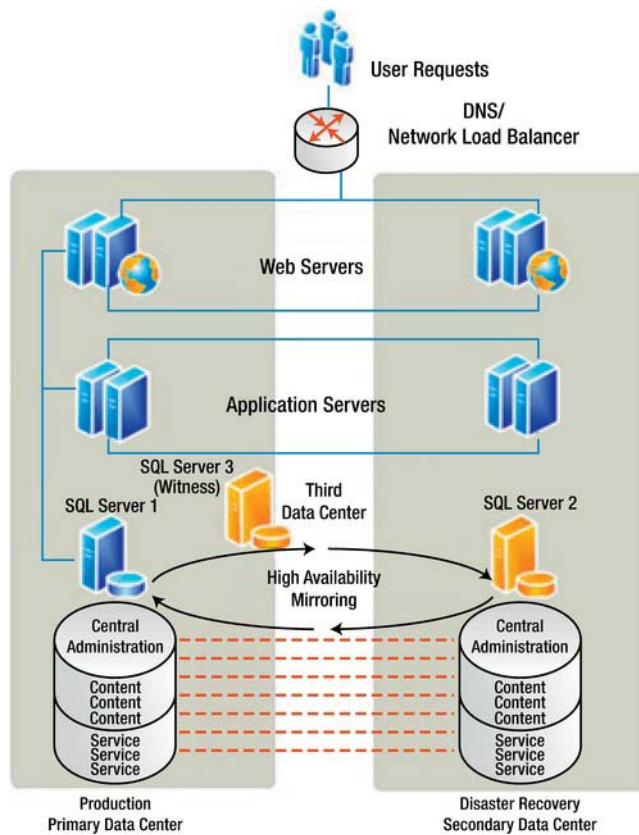 User Requests
DNS/
Network Load Balancer
Web Servers
Application Servers
SQL Server 3
(Witness)
Third
Data Center
SQL Server 1
SQL Server 2
High Availability
Mirroring
Central
Administration
Content
Content
Content
Service
Service
Service
Central
Administration
Content
Content
Content
Service
Service
Service
Production
Primary Data Center
Disaster Recovery
Secondary Data Center